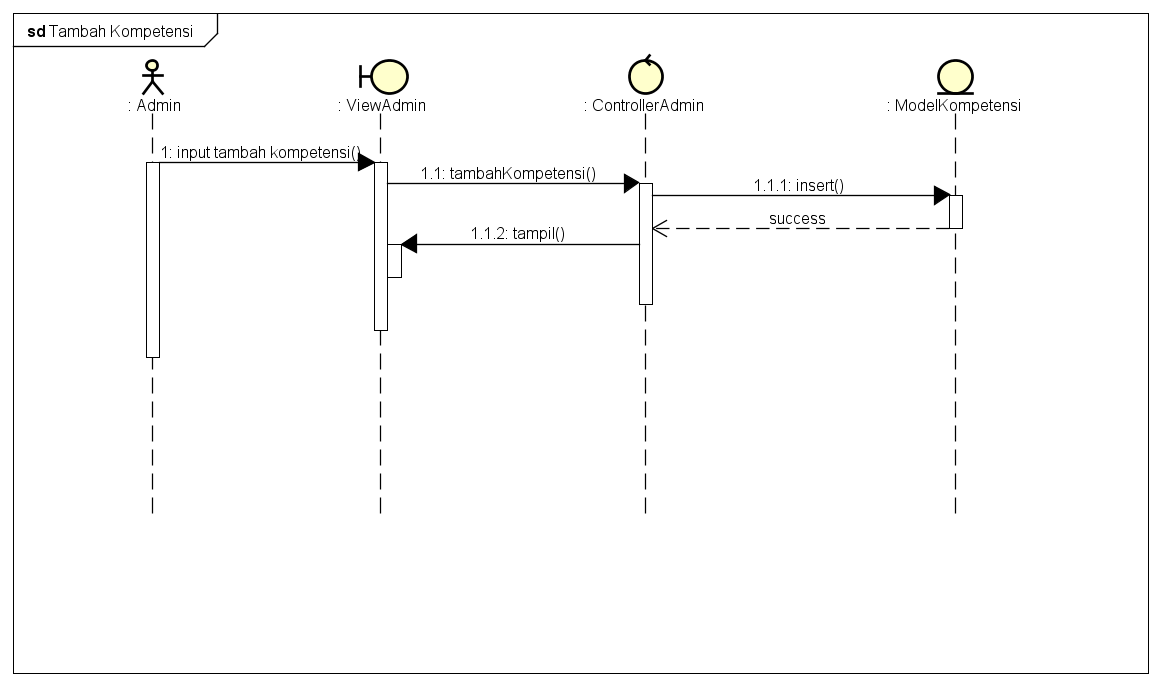 sd Tambah Kompetensi
: Admin
: ViewAdmin
: ControllerAdmin
: ModelKompetensi
1: input tambah kompetensi()
1.1: tambahKompetensi()
1.1.1: insert()
success
1.1.2: tampil()